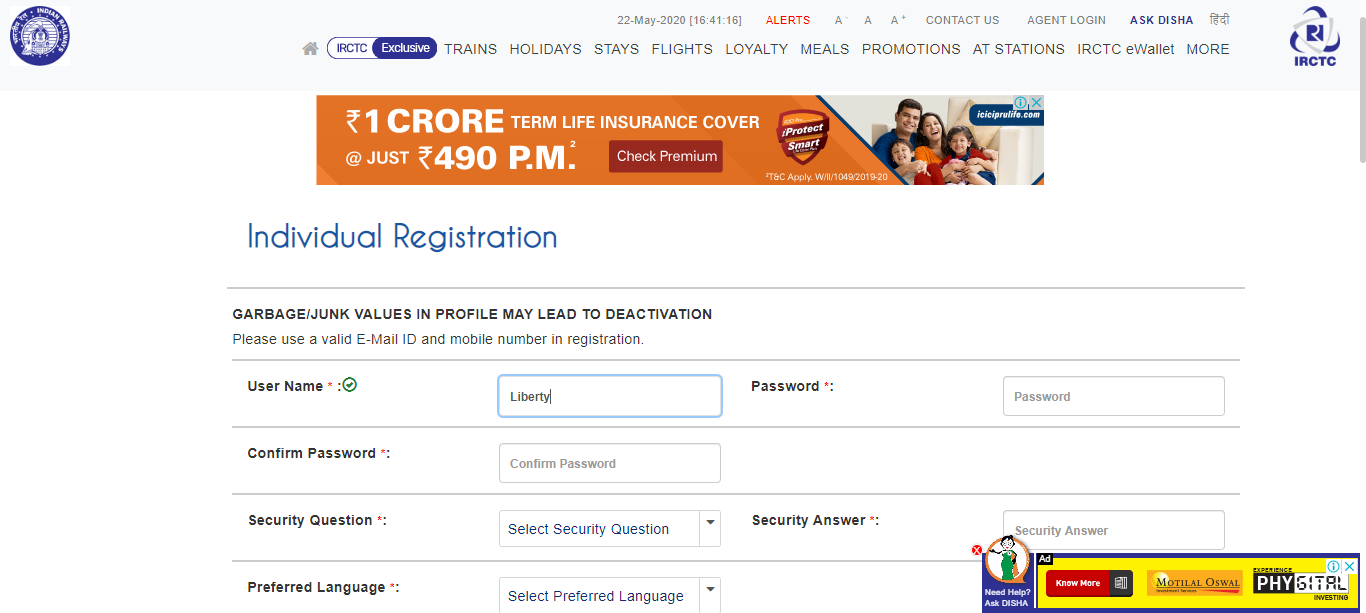 22-May-2020 [16:41:16] ALERTS A- A A+ CONTACT US AGENT LOGIN ASK DISHA हिंदी
IRCTC Exclusive TRAINS HOLIDAYS STAYS FLIGHTS LOYALTY MEALS PROMOTIONS AT STATIONS IRCTC eWallet MORE
IRCTC
₹1 CRORE TERM LIFE INSURANCE COVER
@ JUST ₹490 P.M.²
Check Premium
iProtect
Smart
iciciprulife.com
²T&C Apply. W/II/1049/2019-20
Individual Registration
GARBAGE/JUNK VALUES IN PROFILE MAY LEAD TO DEACTIVATION
Please use a valid E-Mail ID and mobile number in registration.
User Name * : Liberty Password *: Password
Confirm Password *: Confirm Password
Security Question *: Select Security Question Security Answer *: Security Answer
Preferred Language *: Select Preferred Language
Need Help?
Ask DISHA
Ad
Know More
MOTILAL OSWAL
Investment Services
EXPERIENCE
PHYGITAL
INVESTING